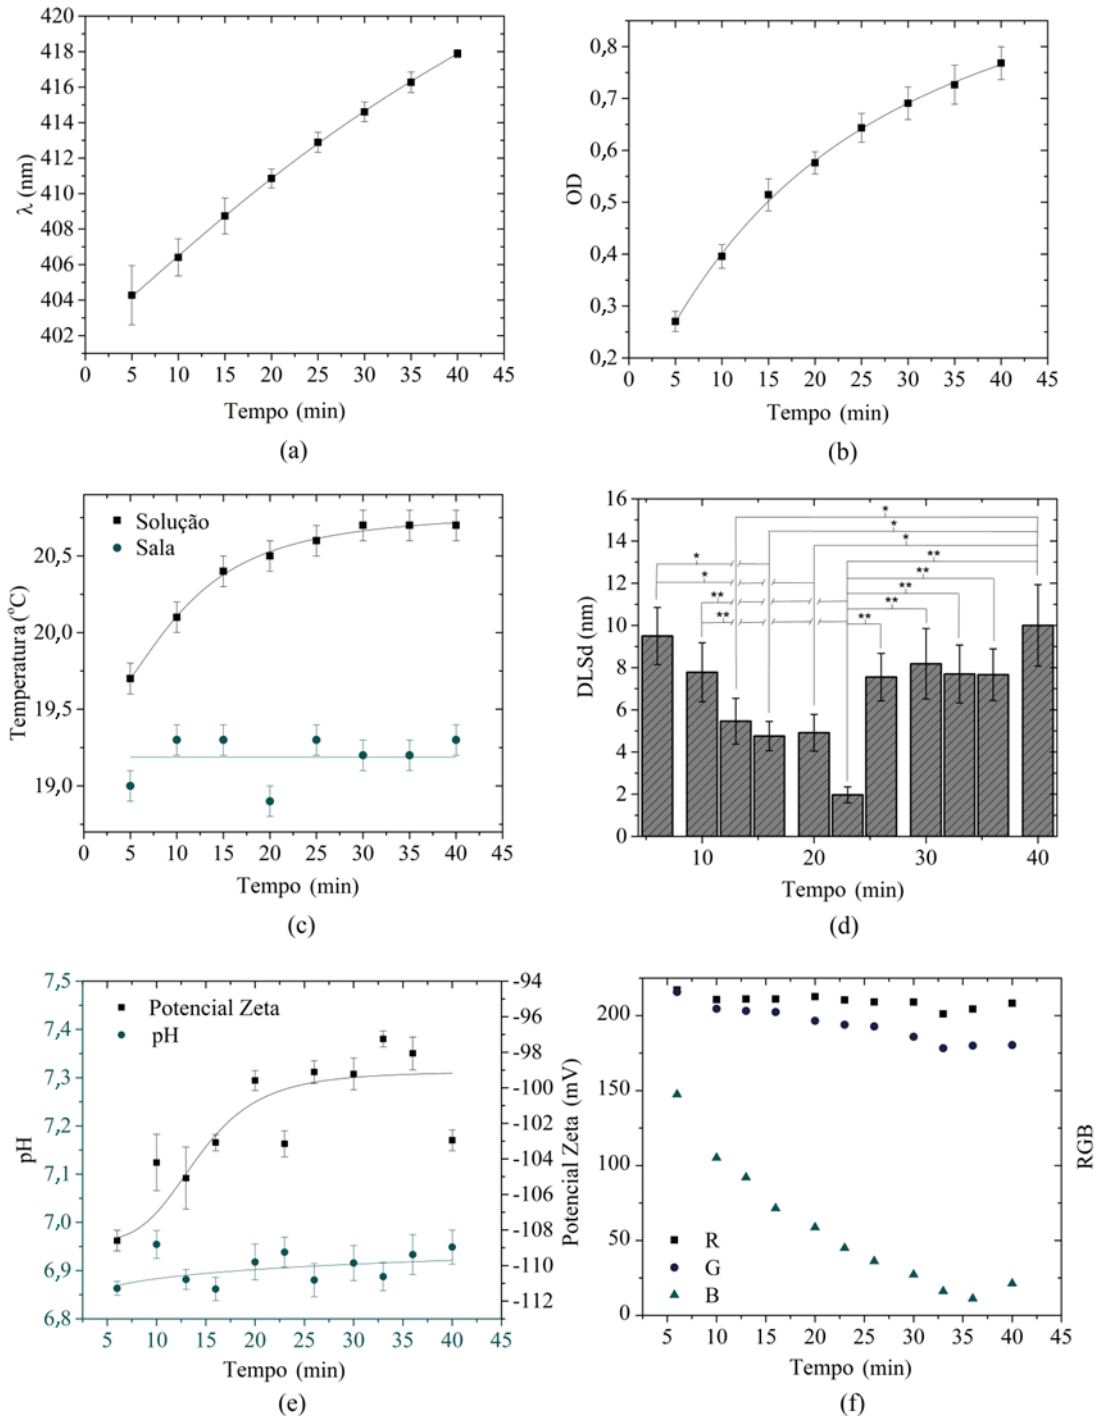 418
416
414
411
410
408
406
404
402
λ (nm)
0 5 10 15 20 25 30 35 40 45
Tempo (min)
(a)
0,8
0,7
0,6
0,5
0,4
0,3
0,2
OD
0 5 10 15 20 25 30 35 40 45
Tempo (min)
(b)
Solução
Sala
20,5
20,0
19,5
19,0
Temperatura (°C)
0 5 10 15 20 25 30 35 40 45
Tempo (min)
(c)
16
14
12
10
8
6
4
2
0
DLSd (nm)
*
*
*
**
*
**
*
**
**
**
**
**
10 20 30 40
Tempo (min)
(d)
7,5
7,4
7,3
7,2
7,1
7,0
6,9
6,8
pH
Potencial Zeta
pH
-94
-96
-98
-100
-102
-104
-106
-108
-110
-112
Potencial Zeta (mV)
5 10 15 20 25 30 35 40 45
Tempo (min)
(e)
200
150
100
50
0
R
G
B
RGB
5 10 15 20 25 30 35 40 45
Tempo (min)
(f)